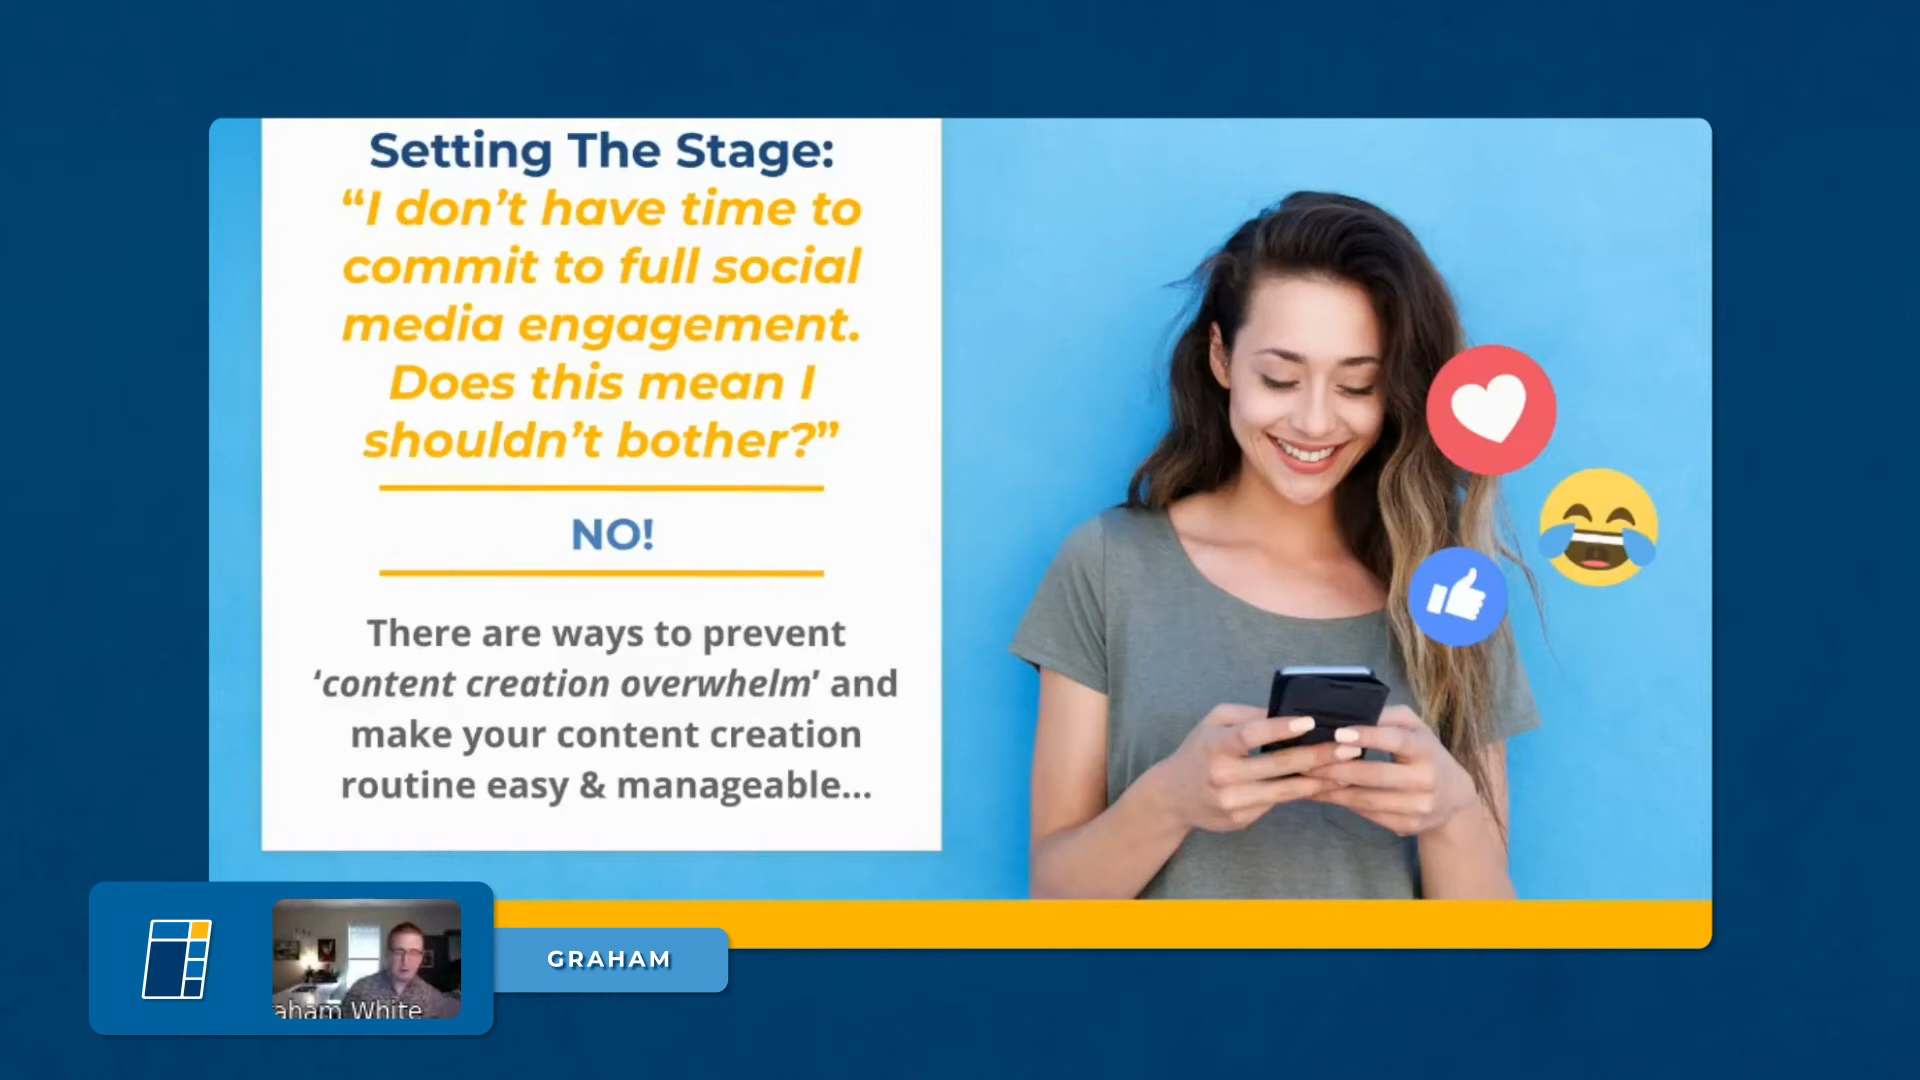 Setting The Stage:
“I don’t have time to
commit to full social
media engagement.
Does this mean I
shouldn’t bother?”
NO!
There are ways to prevent
‘content creation overwhelm’ and
make your content creation
routine easy & manageable...
GRAHAM
aham White